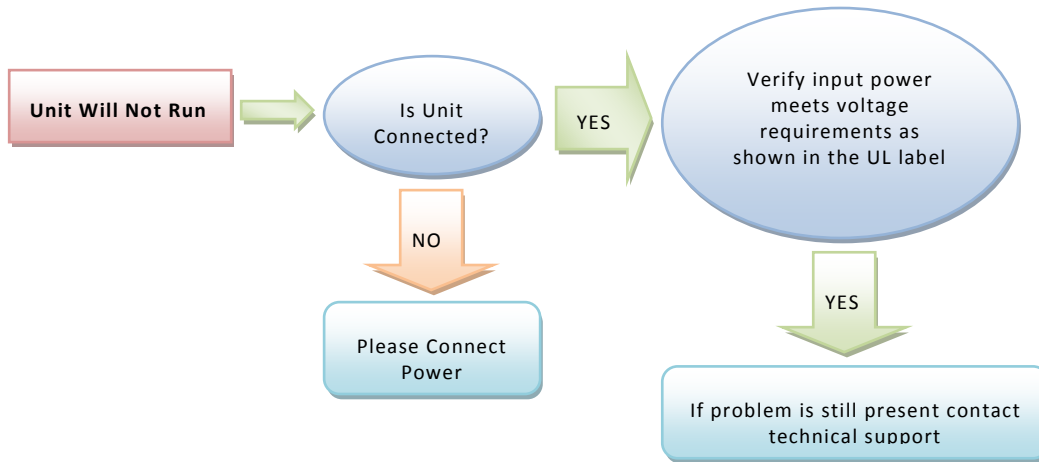 Unit Will Not Run
Is Unit
Connected?
YES
Verify input power
meets voltage
requirements as
shown in the UL label
NO
YES
Please Connect
Power
If problem is still present contact
technical support